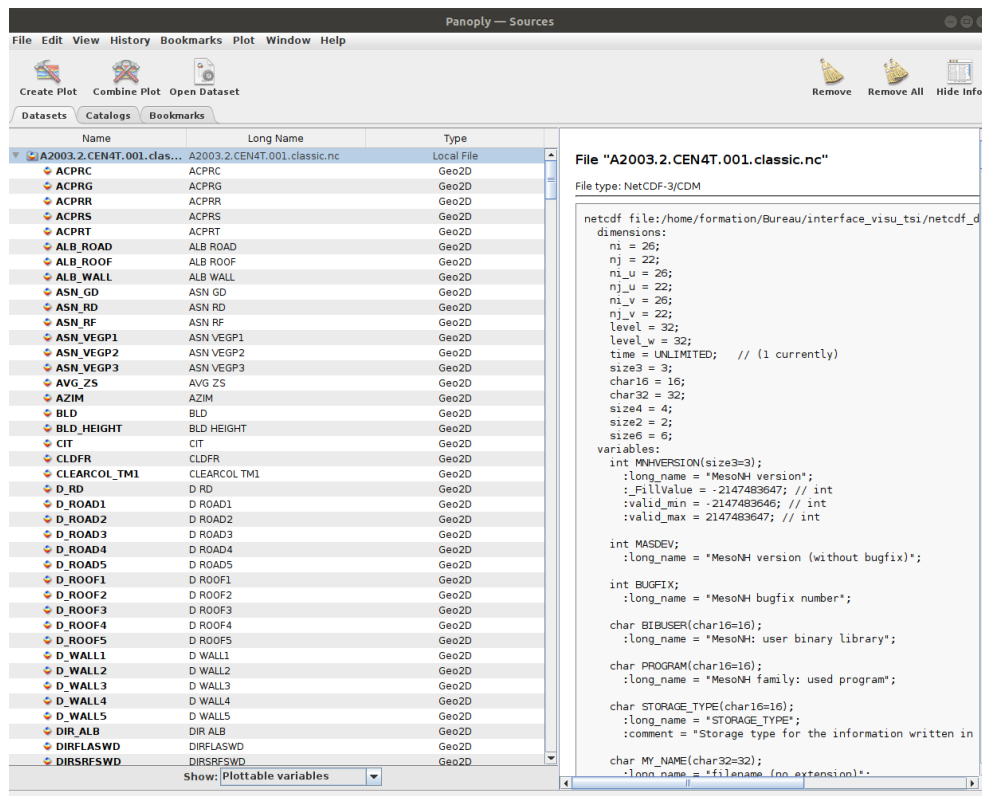 Panoply — Sources
File Edit View History Bookmarks Plot Window Help
Create Plot Combine Plot Open Dataset Remove Remove All Hide Info
Datasets Catalogs Bookmarks
Name Long Name Type
A2003.2.CEN4T.001.clas... A2003.2.CEN4T.001.classic.nc Local File
ACPRC ACPRC Geo2D
ACPRG ACPRG Geo2D
ACPRR ACPRR Geo2D
ACPRS ACPRS Geo2D
ACPRT ACPRT Geo2D
ALB_ROAD ALB ROAD Geo2D
ALB_ROOF ALB ROOF Geo2D
ALB_WALL ALB WALL Geo2D
ASN_GD ASN GD Geo2D
ASN_RD ASN RD Geo2D
ASN_RF ASN RF Geo2D
ASN_VEGP1 ASN VEGP1 Geo2D
ASN_VEGP2 ASN VEGP2 Geo2D
ASN_VEGP3 ASN VEGP3 Geo2D
AVG_ZS AVG ZS Geo2D
AZIM AZIM Geo2D
BLD BLD Geo2D
BLD_HEIGHT BLD HEIGHT Geo2D
CIT CIT Geo2D
CLDFR CLDFR Geo2D
CLEARCOL_TM1 CLEARCOL TM1 Geo2D
D_RD D RD Geo2D
D_ROAD1 D ROAD1 Geo2D
D_ROAD2 D ROAD2 Geo2D
D_ROAD3 D ROAD3 Geo2D
D_ROAD4 D ROAD4 Geo2D
D_ROAD5 D ROAD5 Geo2D
D_ROOF1 D ROOF1 Geo2D
D_ROOF2 D ROOF2 Geo2D
D_ROOF3 D ROOF3 Geo2D
D_ROOF4 D ROOF4 Geo2D
D_ROOF5 D ROOF5 Geo2D
D_WALL1 D WALL1 Geo2D
D_WALL2 D WALL2 Geo2D
D_WALL3 D WALL3 Geo2D
D_WALL4 D WALL4 Geo2D
D_WALL5 D WALL5 Geo2D
DIR_ALB DIR ALB Geo2D
DIRFLASWD DIRFLASWD Geo2D
DIRSRFSWD DIRSRFSWD Geo2D
Show: Plottable variables
File "A2003.2.CEN4T.001.classic.nc"
File type: NetCDF-3/CDM
netcdf file:/home/formation/Bureau/interface_visu_tsi/netcdf_d
dimensions:
ni = 26;
nj = 22;
ni_u = 26;
nj_u = 22;
ni_v = 26;
nj_v = 22;
level = 32;
level_w = 32;
time = UNLIMITED; // (1 currently)
size3 = 3;
char16 = 16;
char32 = 32;
size4 = 4;
size2 = 2;
size6 = 6;
variables:
int MNHVERSION(size3=3);
:long_name = "MesoNH version";
:_FillValue = -2147483647; // int
:valid_min = -2147483646; // int
:valid_max = 2147483647; // int
int MASDEV;
:long_name = "MesoNH version (without bugfix)";
int BUGFIX;
:long_name = "MesoNH bugfix number";
char BIBUSER(char16=16);
:long_name = "MesoNH: user binary library";
char PROGRAM(char16=16);
:long_name = "MesoNH family: used program";
char STORAGE_TYPE(char16=16);
:long_name = "STORAGE_TYPE";
:comment = "Storage type for the information written in
char MY_NAME(char32=32);
:long_name = "filename (no extension)";